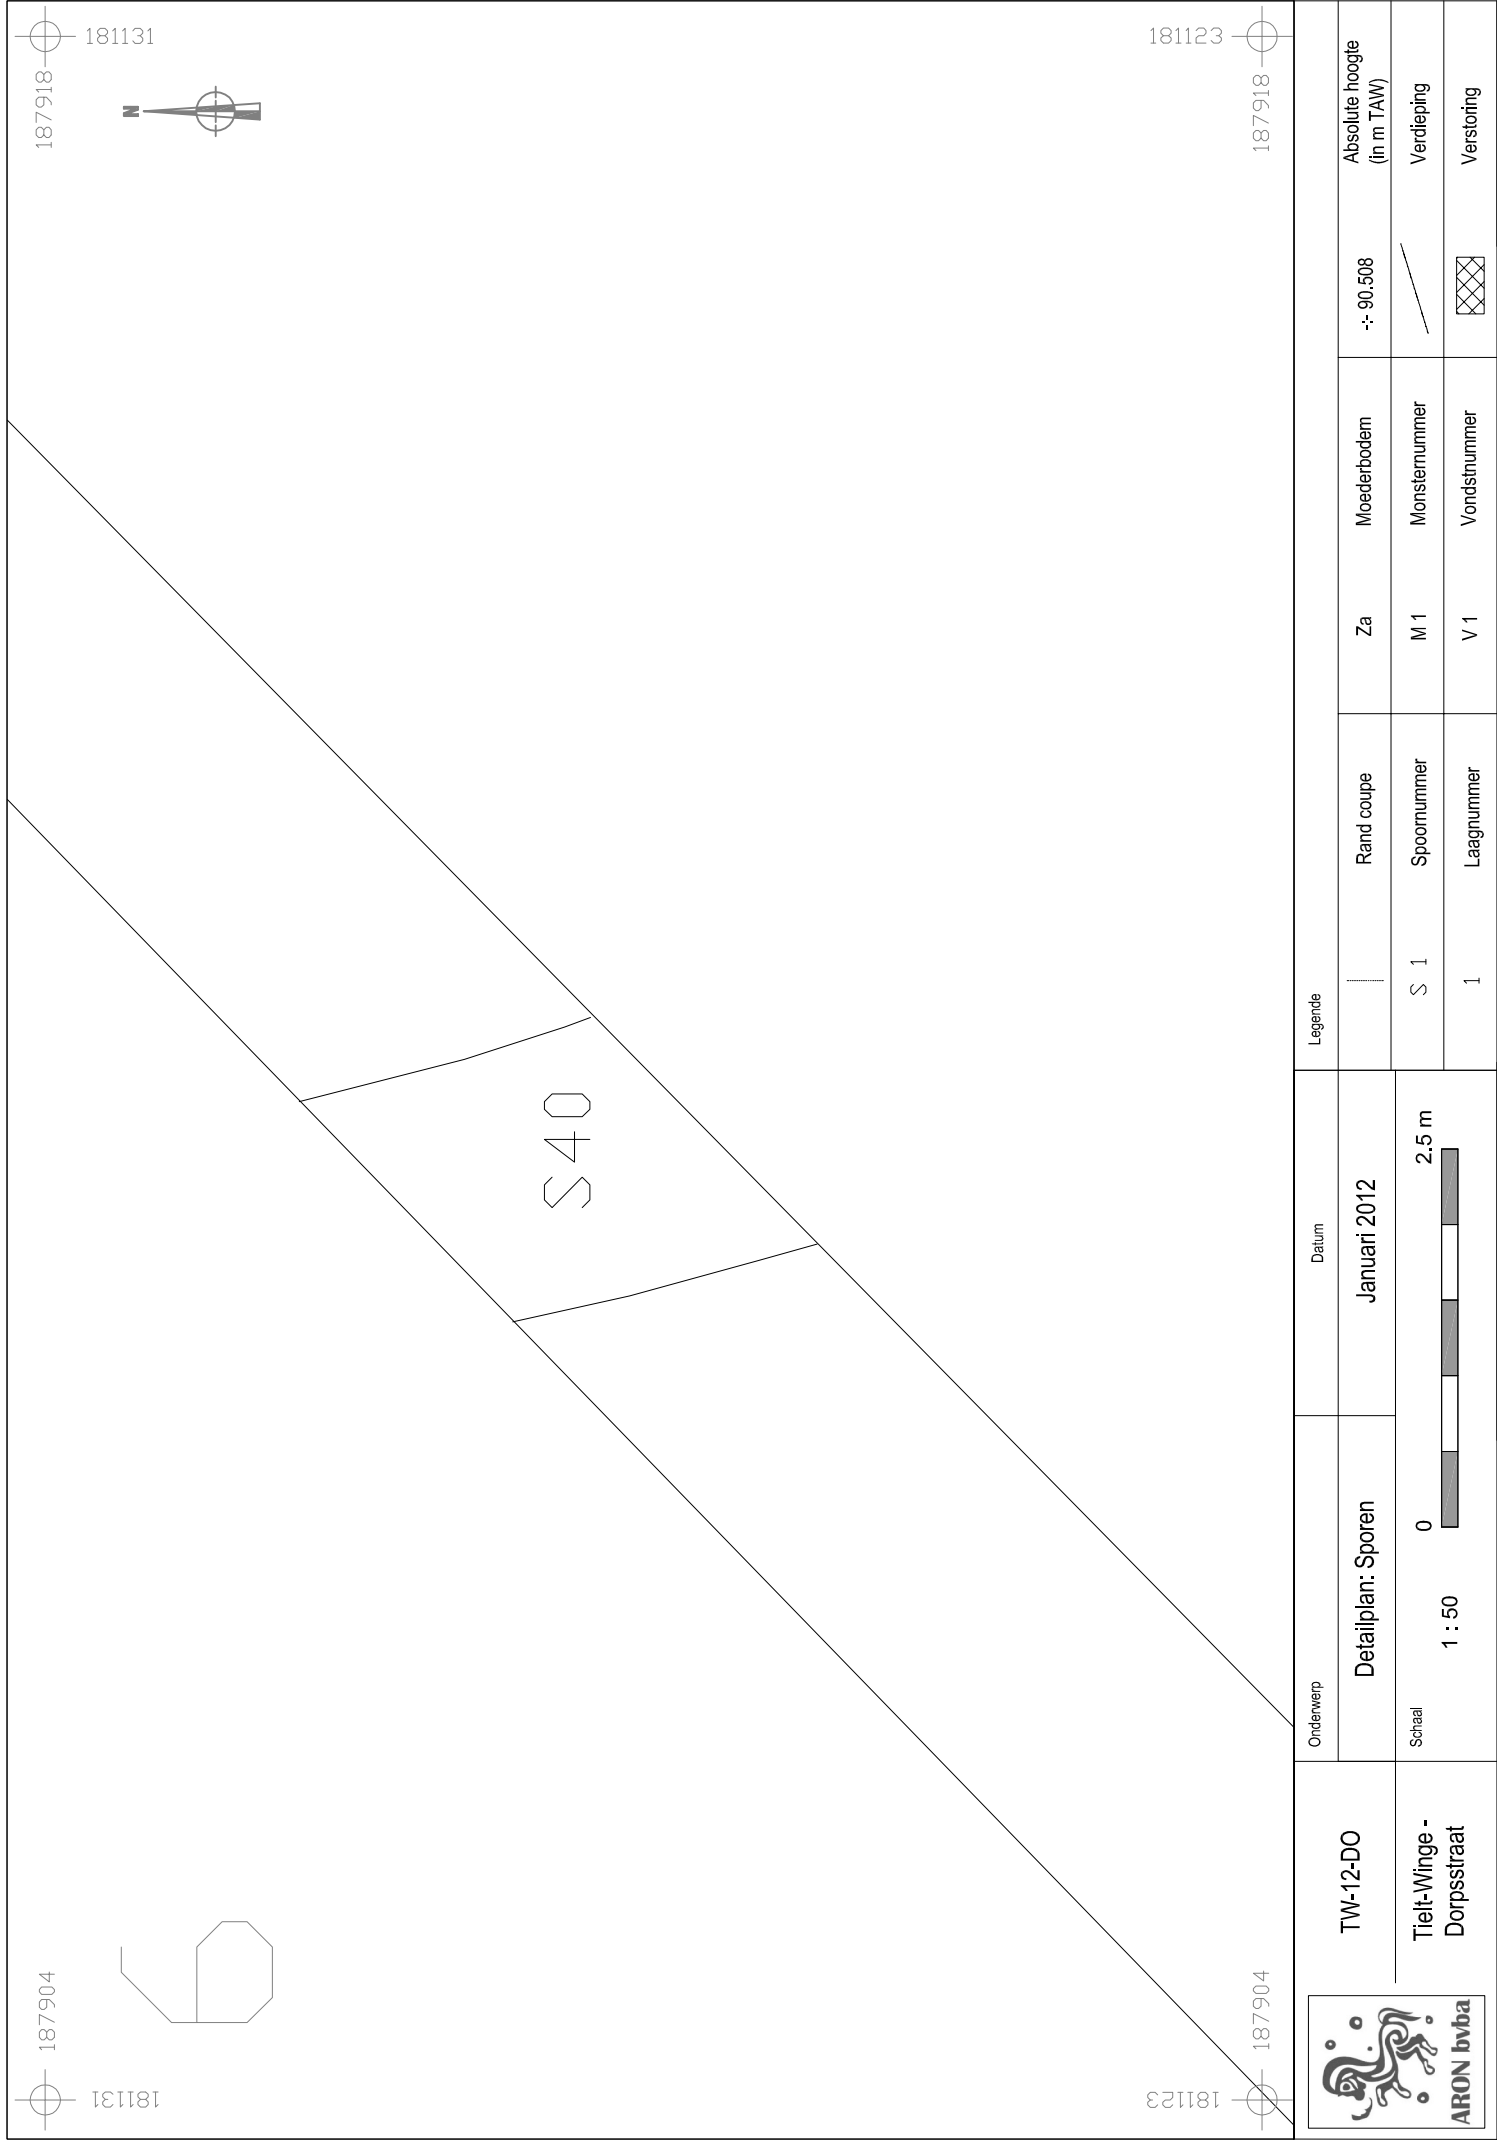 187904
181131
187918
181131
N
6
S40
187904
181123
187918
181123
ARON bvba
TW-12-DO
Tielt-Winge -
Dorpsstraat
Onderwerp
Detailplan: Sporen
Datum
Januari 2012
Schaal
1 : 50
0
2.5 m
Legende
Rand coupe
S 1
Spoornummer
1
Laagnummer
Za
Moederbodem
M 1
Monsternummer
V 1
Vondstnummer
-:- 90.508
Absolute hoogte
(in m TAW)
Verdieping
Verstoring